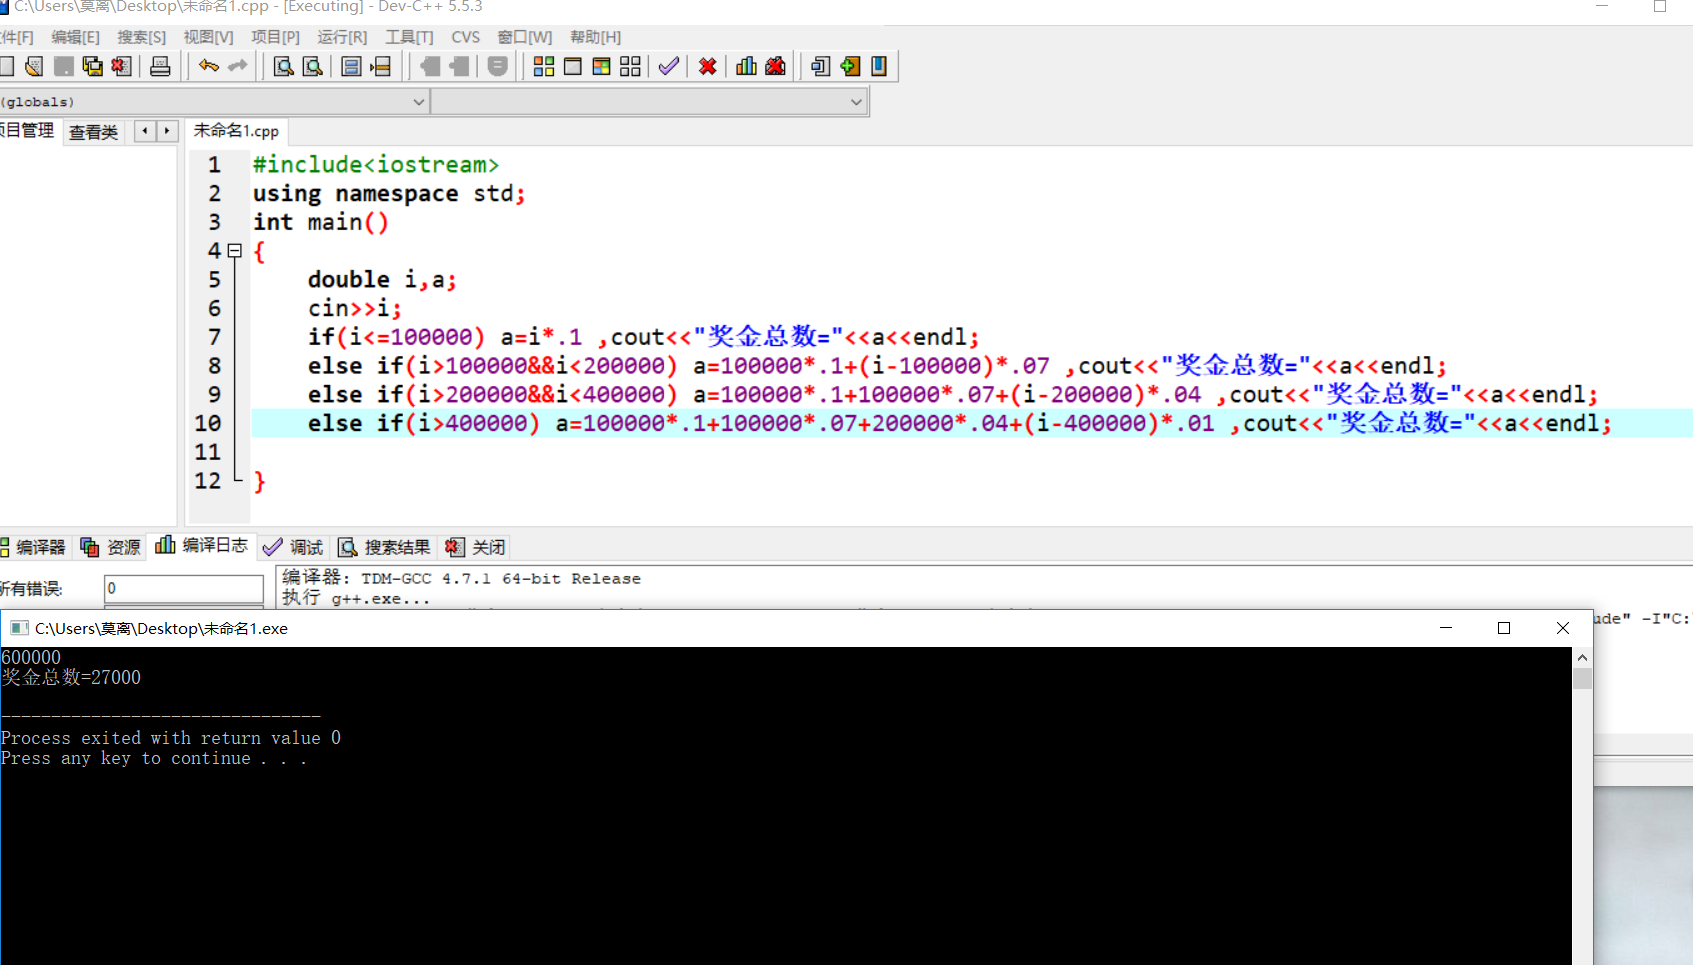 C:\Users\莫离\Desktop\未命名1.cpp - [Executing] - Dev-C++ 5.5.3
件[F] 编辑[E] 搜索[S] 视图[V] 项目[P] 运行[R] 工具[T] CVS 窗口[W] 帮助[H]
(globals)
项目管理 查看类 未命名1.cpp
1 #include<iostream>
2 using namespace std;
3 int main()
4 {
5 double i,a;
6 cin>>i;
7 if(i<=100000) a=i*.1 ,cout<<"奖金总数="<<a<<endl;
8 else if(i>100000&&i<200000) a=100000*.1+(i-100000)*.07 ,cout<<"奖金总数="<<a<<endl;
9 else if(i>200000&&i<400000) a=100000*.1+100000*.07+(i-200000)*.04 ,cout<<"奖金总数="<<a<<endl;
10 else if(i>400000) a=100000*.1+100000*.07+200000*.04+(i-400000)*.01 ,cout<<"奖金总数="<<a<<endl;
11
12 }
编译器 资源 编译日志 调试 搜索结果 关闭
所有错误: 0
编译器: TDM-GCC 4.7.1 64-bit Release
执行 g++.exe...
ude" -I"C:
C:\Users\莫离\Desktop\未命名1.exe
600000
奖金总数=27000
--------------------------------
Process exited with return value 0
Press any key to continue . . .